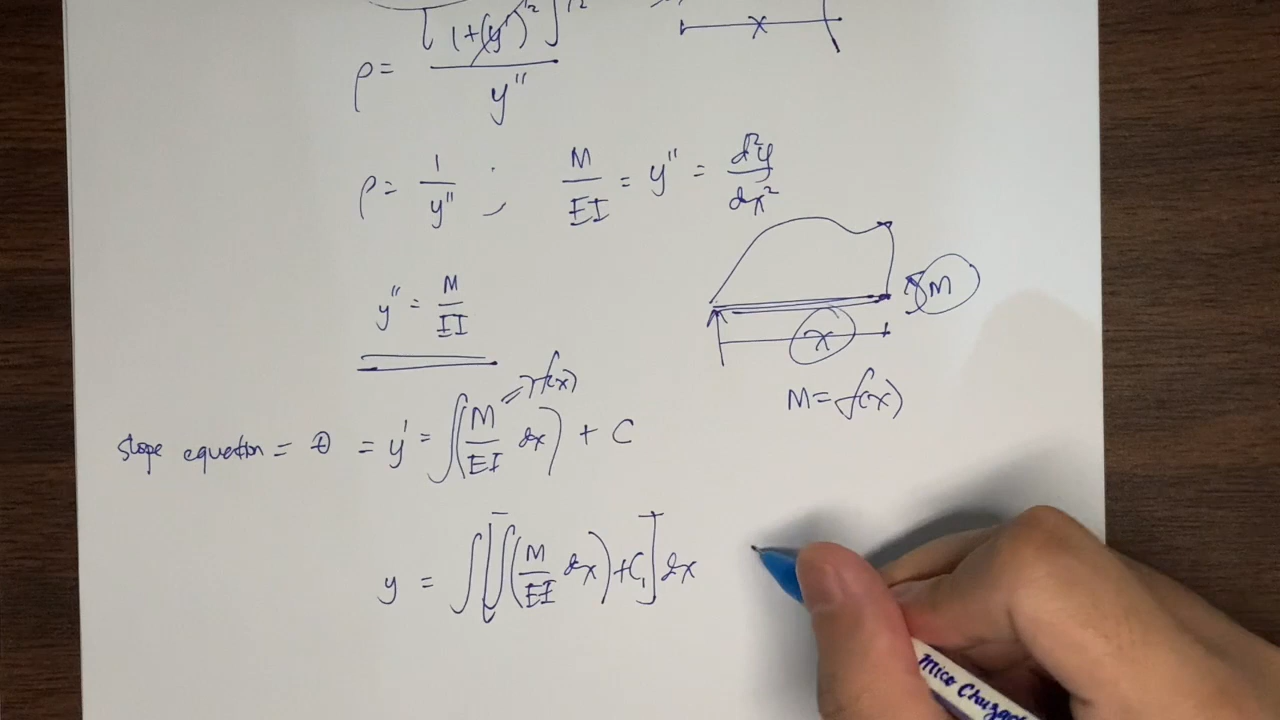 ρ = [1+(y')²]^3/2 / y''
x
ρ = 1/y'' ; M/EI = y'' = d²y/dx²
y'' = M/EI
M
x
M = f(x)
=> f(x)
slope equation = θ = y' = ∫(M/EI dx) + C
y = ∫[∫(M/EI dx) + C₁] dx